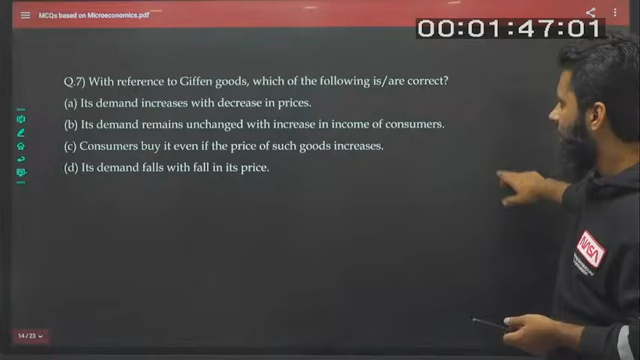 MCQs based on Microeconomics.pdf
00:01:47:01
Q.7) With reference to Giffen goods, which of the following is/are correct?
(a) Its demand increases with decrease in prices.
(b) Its demand remains unchanged with increase in income of consumers.
(c) Consumers buy it even if the price of such goods increases.
(d) Its demand falls with fall in its price.
NASA
14 / 23